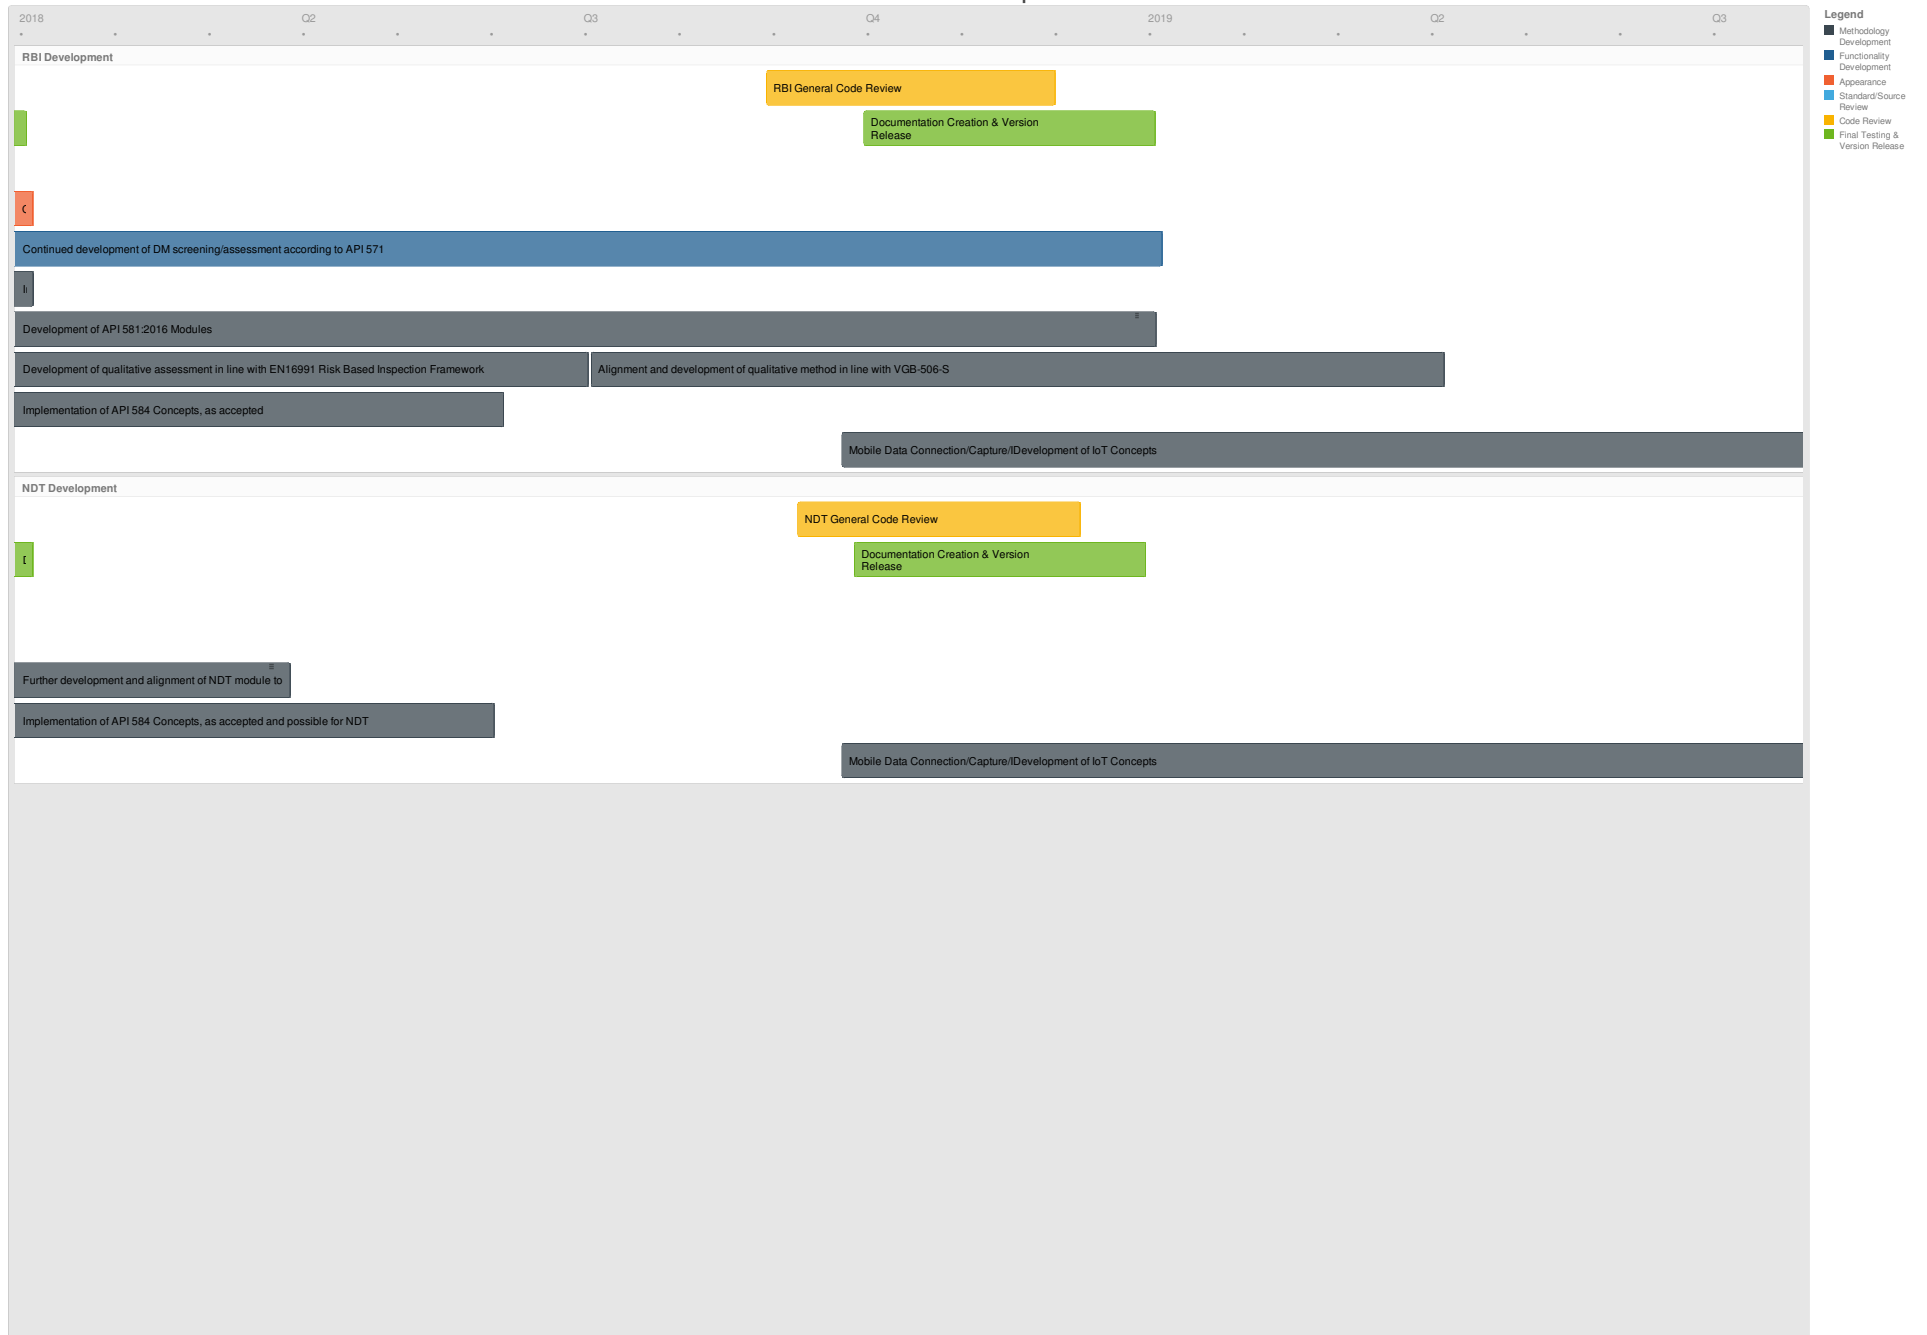 2018 Q2 Q3 Q4 2019 Q2 Q3
RBI Development
RBI General Code Review
Documentation Creation & Version
Release
Continued development of DM screening/assessment according to API 571
Development of API 581:2016 Modules
Development of qualitative assessment in line with EN16991 Risk Based Inspection Framework
Alignment and development of qualitative method in line with VGB-506-S
Implementation of API 584 Concepts, as accepted
Mobile Data Connection/Capture/IDevelopment of IoT Concepts
NDT Development
NDT General Code Review
Documentation Creation & Version
Release
Further development and alignment of NDT module to
Implementation of API 584 Concepts, as accepted and possible for NDT
Mobile Data Connection/Capture/IDevelopment of IoT Concepts
Legend
Methodology
Development
Functionality
Development
Appearance
Standard/Source
Review
Code Review
Final Testing &
Version Release